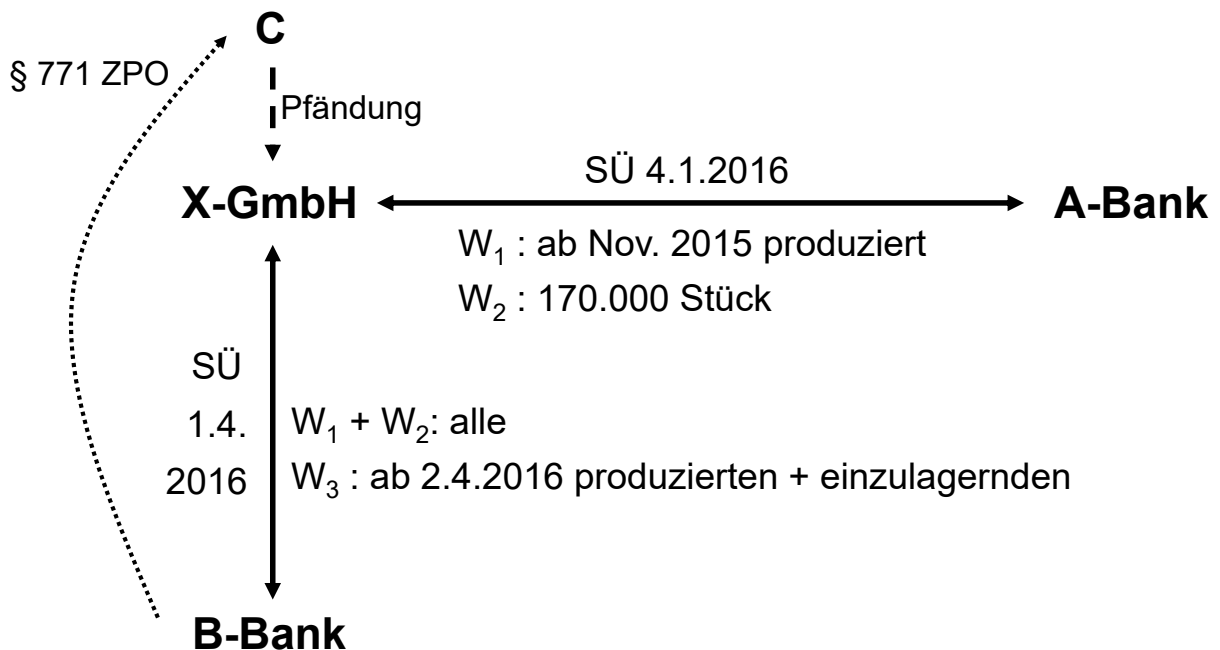 C
§ 771 ZPO
Pfändung
SÜ 4.1.2016
X-GmbH
A-Bank
W₁ : ab Nov. 2015 produziert
W₂ : 170.000 Stück
SÜ
1.4.
2016
W₁ + W₂: alle
W₃ : ab 2.4.2016 produzierten + einzulagernden
B-Bank